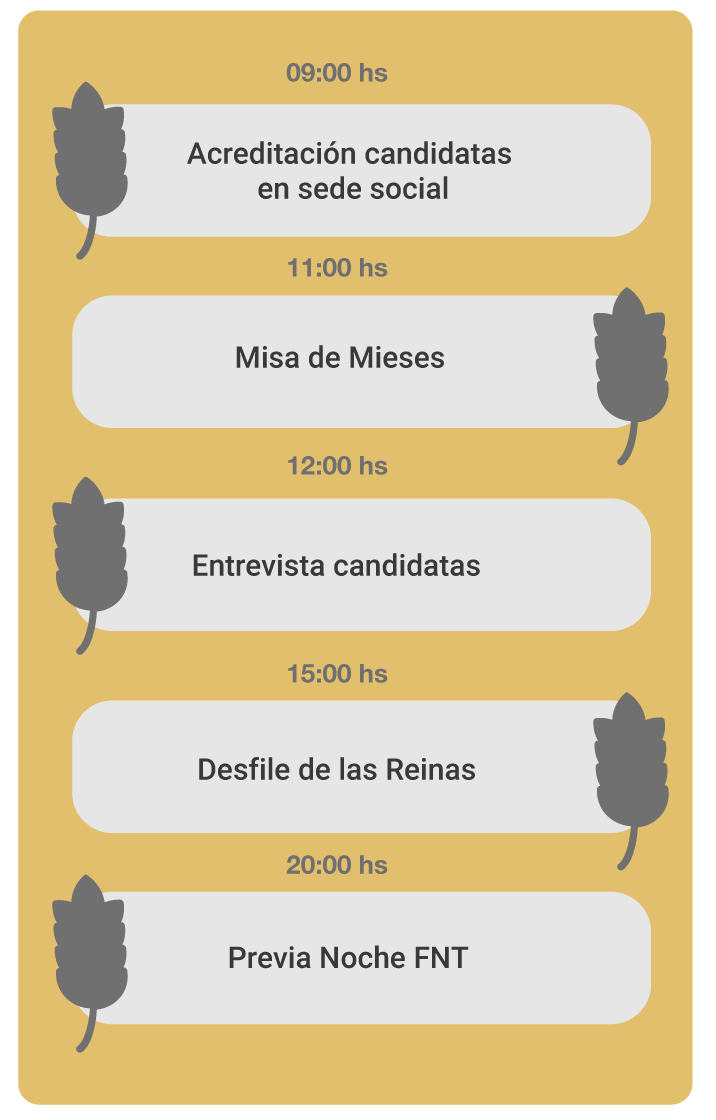 09:00 hs
Acreditación candidatas
en sede social
11:00 hs
Misa de Mieses
12:00 hs
Entrevista candidatas
15:00 hs
Desfile de las Reinas
20:00 hs
Previa Noche FNT